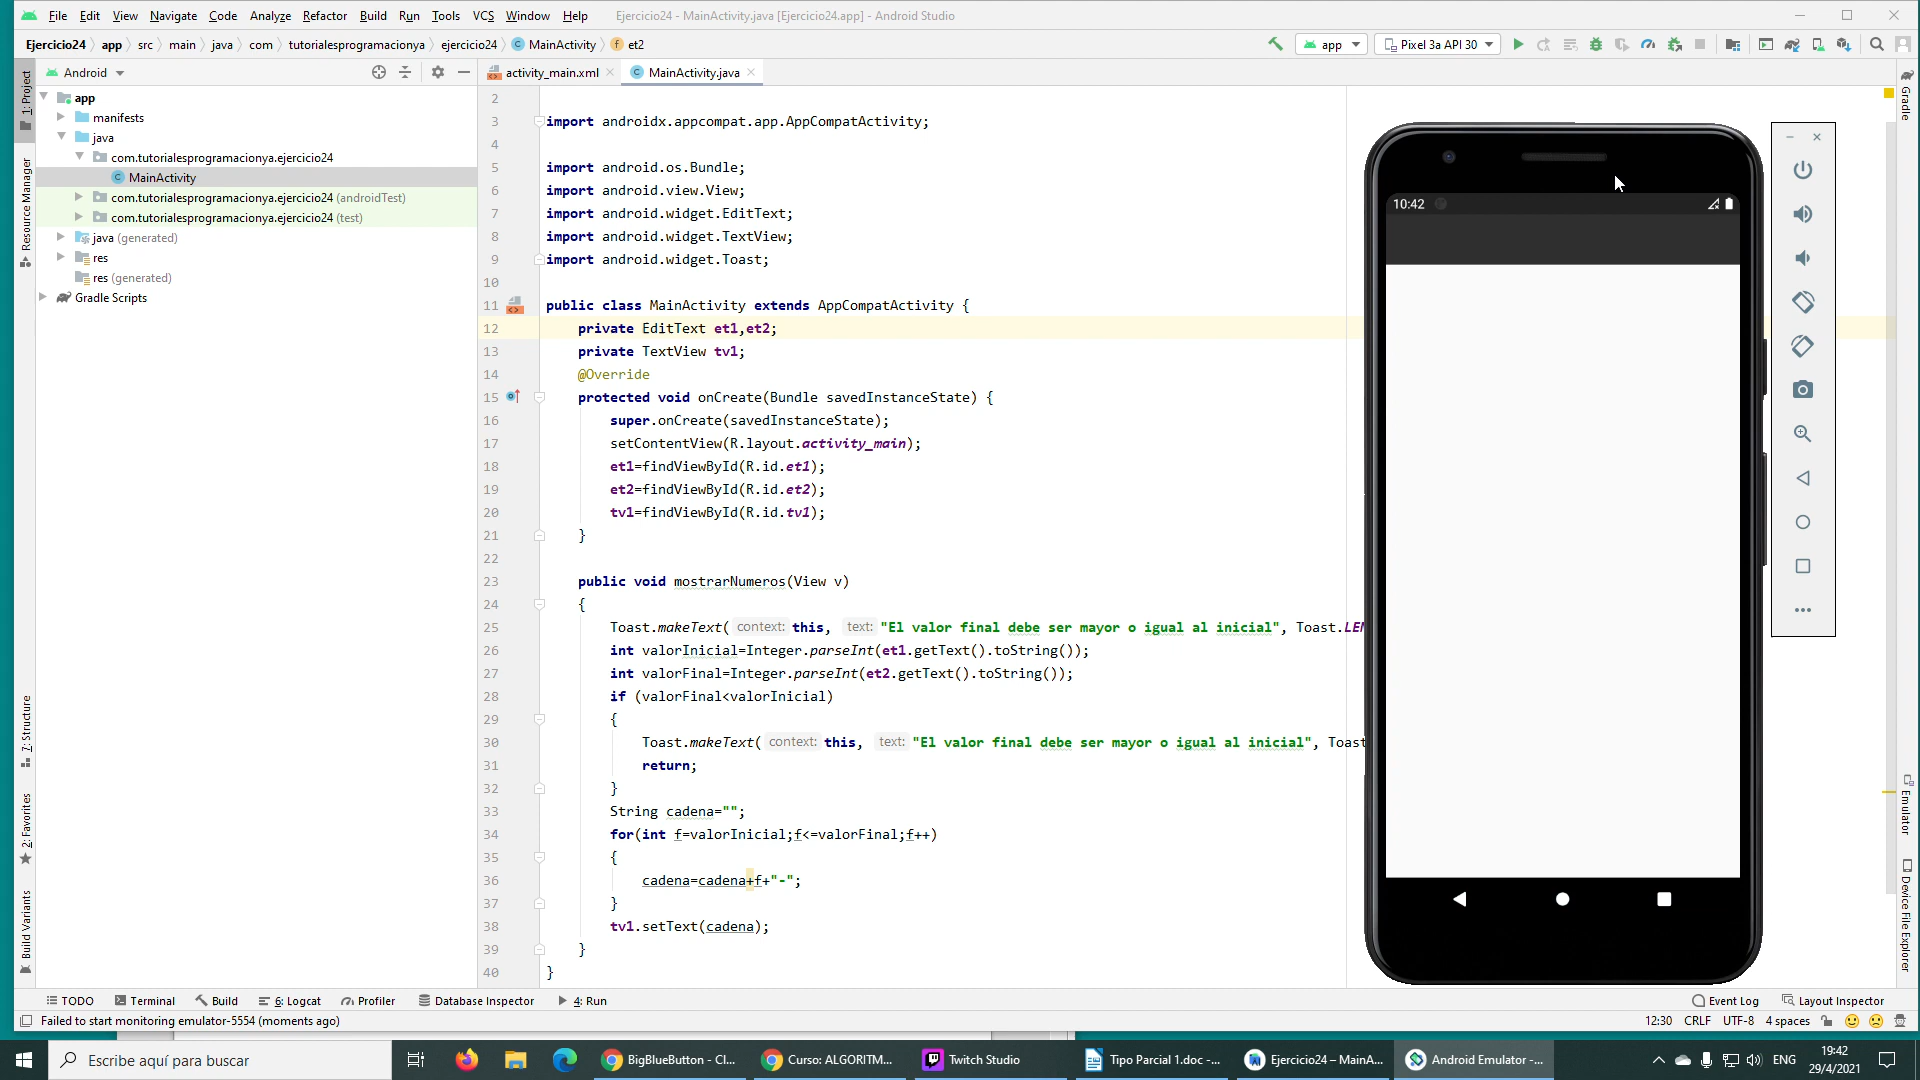 File Edit View Navigate Code Analyze Refactor Build Run Tools VCS Window Help Ejercicio24 - MainActivity.java [Ejercicio24.app] - Android Studio
Ejercicio24 app src main java com tutorialesprogramacionya ejercicio24 MainActivity et2 app Pixel 3a API 30
Android activity_main.xml MainActivity.java
1: Project
Resource Manager
7: Structure
2: Favorites
Build Variants
app
manifests
java
com.tutorialesprogramacionya.ejercicio24
MainActivity
com.tutorialesprogramacionya.ejercicio24 (androidTest)
com.tutorialesprogramacionya.ejercicio24 (test)
java (generated)
res
res (generated)
Gradle Scripts
2
3 import androidx.appcompat.app.AppCompatActivity;
4
5 import android.os.Bundle;
6 import android.view.View;
7 import android.widget.EditText;
8 import android.widget.TextView;
9 import android.widget.Toast;
10
11 public class MainActivity extends AppCompatActivity {
12 private EditText et1,et2;
13 private TextView tv1;
14 @Override
15 protected void onCreate(Bundle savedInstanceState) {
16 super.onCreate(savedInstanceState);
17 setContentView(R.layout.activity_main);
18 et1=findViewById(R.id.et1);
19 et2=findViewById(R.id.et2);
20 tv1=findViewById(R.id.tv1);
21 }
22
23 public void mostrarNumeros(View v)
24 {
25 Toast.makeText( context: this, text: "El valor final debe ser mayor o igual al inicial", Toast.LEN
26 int valorInicial=Integer.parseInt(et1.getText().toString());
27 int valorFinal=Integer.parseInt(et2.getText().toString());
28 if (valorFinal<valorInicial)
29 {
30 Toast.makeText( context: this, text: "El valor final debe ser mayor o igual al inicial", Toast
31 return;
32 }
33 String cadena="";
34 for(int f=valorInicial;f<=valorFinal;f++)
35 {
36 cadena=cadena+f+"-";
37 }
38 tv1.setText(cadena);
39 }
40 }
10:42
Gradle
Emulator
Device File Explorer
TODO Terminal Build 6: Logcat Profiler Database Inspector 4: Run Event Log Layout Inspector
Failed to start monitoring emulator-5554 (moments ago) 12:30 CRLF UTF-8 4 spaces
Escribe aquí para buscar BigBlueButton - Cl... Curso: ALGORITM... Twitch Studio Tipo Parcial 1.doc -... Ejercicio24 – MainA... Android Emulator -... ENG 19:42
29/4/2021